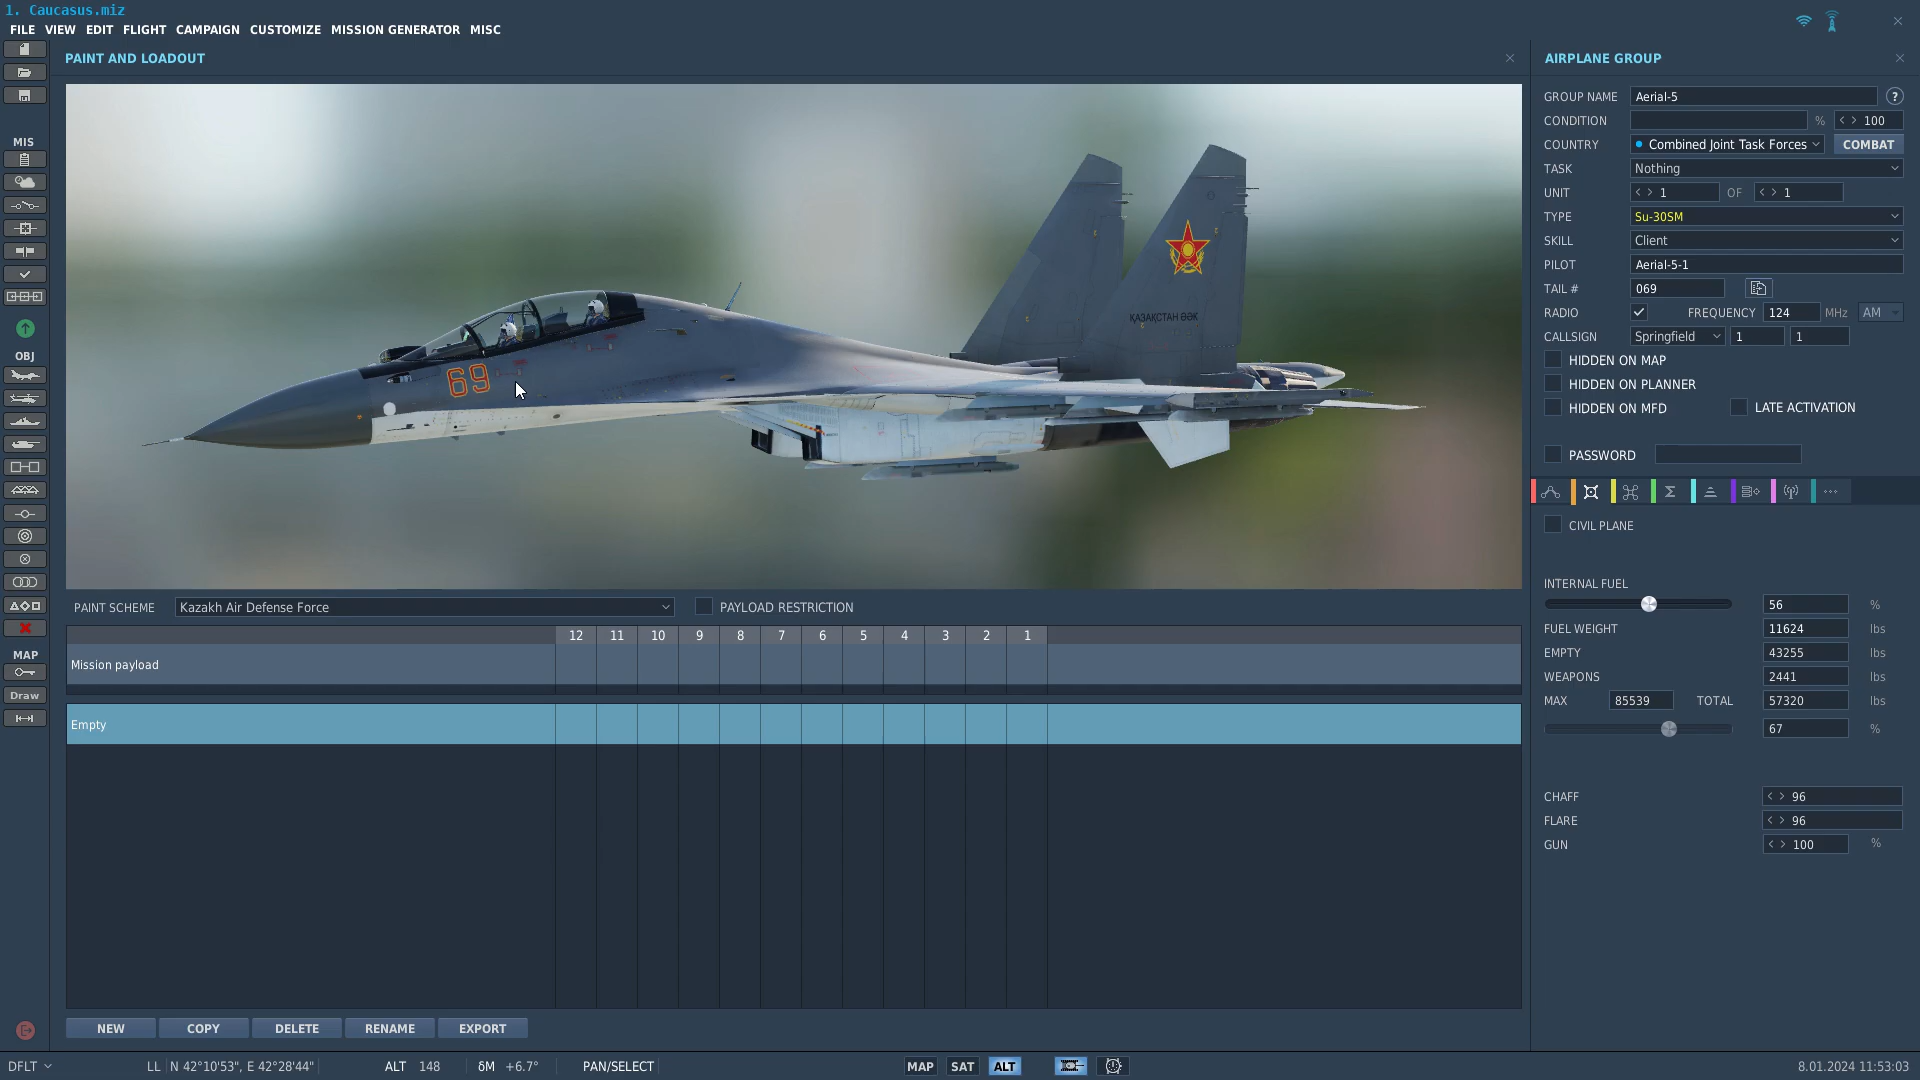 1. Caucasus.miz
FILE VIEW EDIT FLIGHT CAMPAIGN CUSTOMIZE MISSION GENERATOR MISC
PAINT AND LOADOUT
69
ҚАЗАҚСТАН ӘӘК
PAINT SCHEME Kazakh Air Defense Force PAYLOAD RESTRICTION
12 11 10 9 8 7 6 5 4 3 2 1
Mission payload
Empty
NEW COPY DELETE RENAME EXPORT
MIS
OBJ
MAP
Draw
AIRPLANE GROUP
GROUP NAME Aerial-5 ?
CONDITION % < > 100
COUNTRY Combined Joint Task Forces COMBAT
TASK Nothing
UNIT < > 1 OF < > 1
TYPE Su-30SM
SKILL Client
PILOT Aerial-5-1
TAIL # 069
RADIO FREQUENCY 124 MHz AM
CALLSIGN Springfield 1 1
HIDDEN ON MAP
HIDDEN ON PLANNER
HIDDEN ON MFD LATE ACTIVATION
PASSWORD
CIVIL PLANE
INTERNAL FUEL
56 %
FUEL WEIGHT 11624 lbs
EMPTY 43255 lbs
WEAPONS 2441 lbs
MAX 85539 TOTAL 57320 lbs
67 %
CHAFF < > 96
FLARE < > 96
GUN < > 100 %
DFLT LL N 42°10'53", E 42°28'44" ALT 148 δM +6.7° PAN/SELECT MAP SAT ALT 8.01.2024 11:53:03